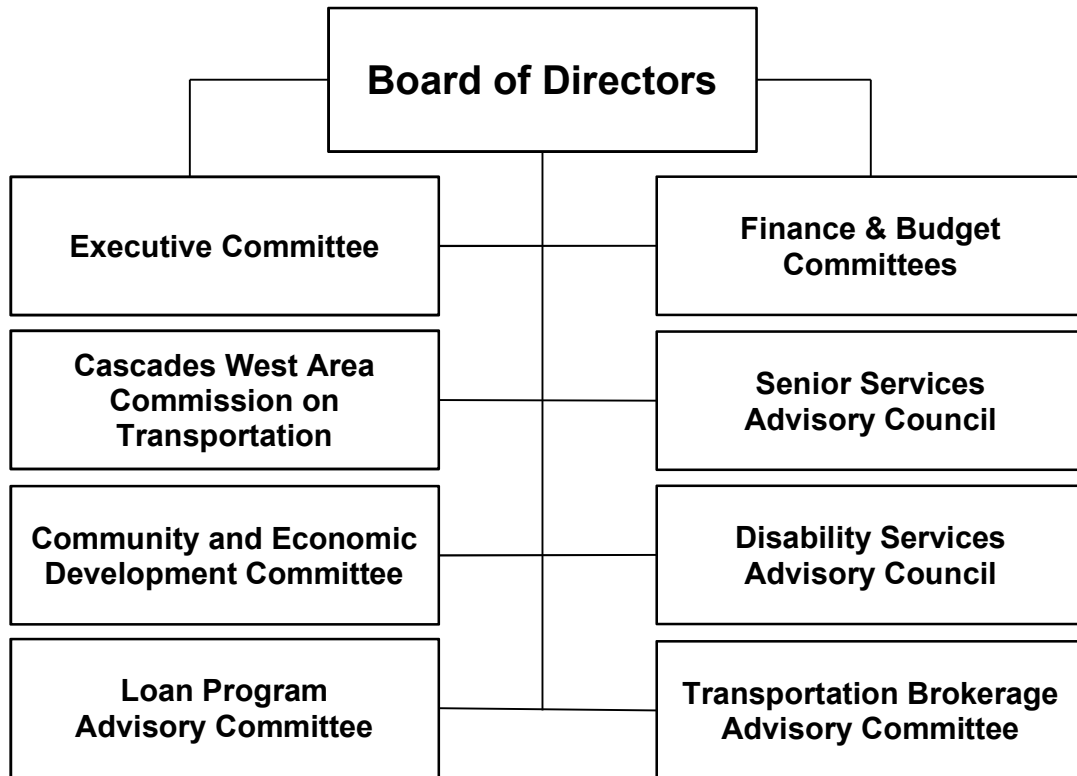 Board of Directors
Executive Committee
Finance & Budget
Committees
Cascades West Area
Commission on
Transportation
Senior Services
Advisory Council
Community and Economic
Development Committee
Disability Services
Advisory Council
Loan Program
Advisory Committee
Transportation Brokerage
Advisory Committee